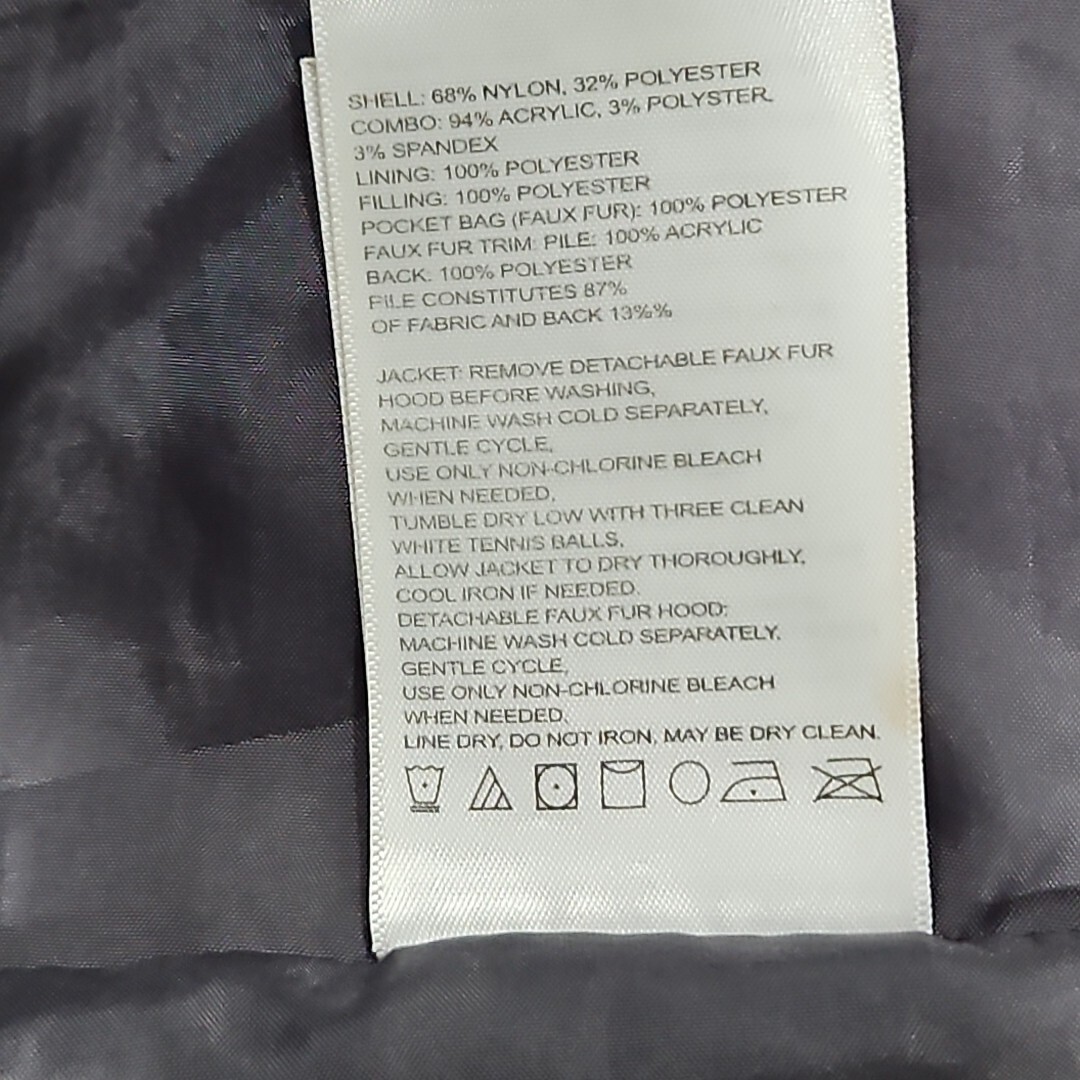 SHELL: 68% NYLON, 32% POLYESTER
COMBO: 94% ACRYLIC, 3% POLYSTER,
3% SPANDEX
LINING: 100% POLYESTER
FILLING: 100% POLYESTER
POCKET BAG (FAUX FUR): 100% POLYESTER
FAUX FUR TRIM: PILE: 100% ACRYLIC
BACK: 100% POLYESTER
PILE CONSTITUTES 87%
OF FABRIC AND BACK 13%%
JACKET: REMOVE DETACHABLE FAUX FUR
HOOD BEFORE WASHING,
MACHINE WASH COLD SEPARATELY,
GENTLE CYCLE,
USE ONLY NON-CHLORINE BLEACH
WHEN NEEDED,
TUMBLE DRY LOW WITH THREE CLEAN
WHITE TENNIS BALLS,
ALLOW JACKET TO DRY THOROUGHLY,
COOL IRON IF NEEDED.
DETACHABLE FAUX FUR HOOD:
MACHINE WASH COLD SEPARATELY,
GENTLE CYCLE,
USE ONLY NON-CHLORINE BLEACH
WHEN NEEDED,
LINE DRY, DO NOT IRON, MAY BE DRY CLEAN.